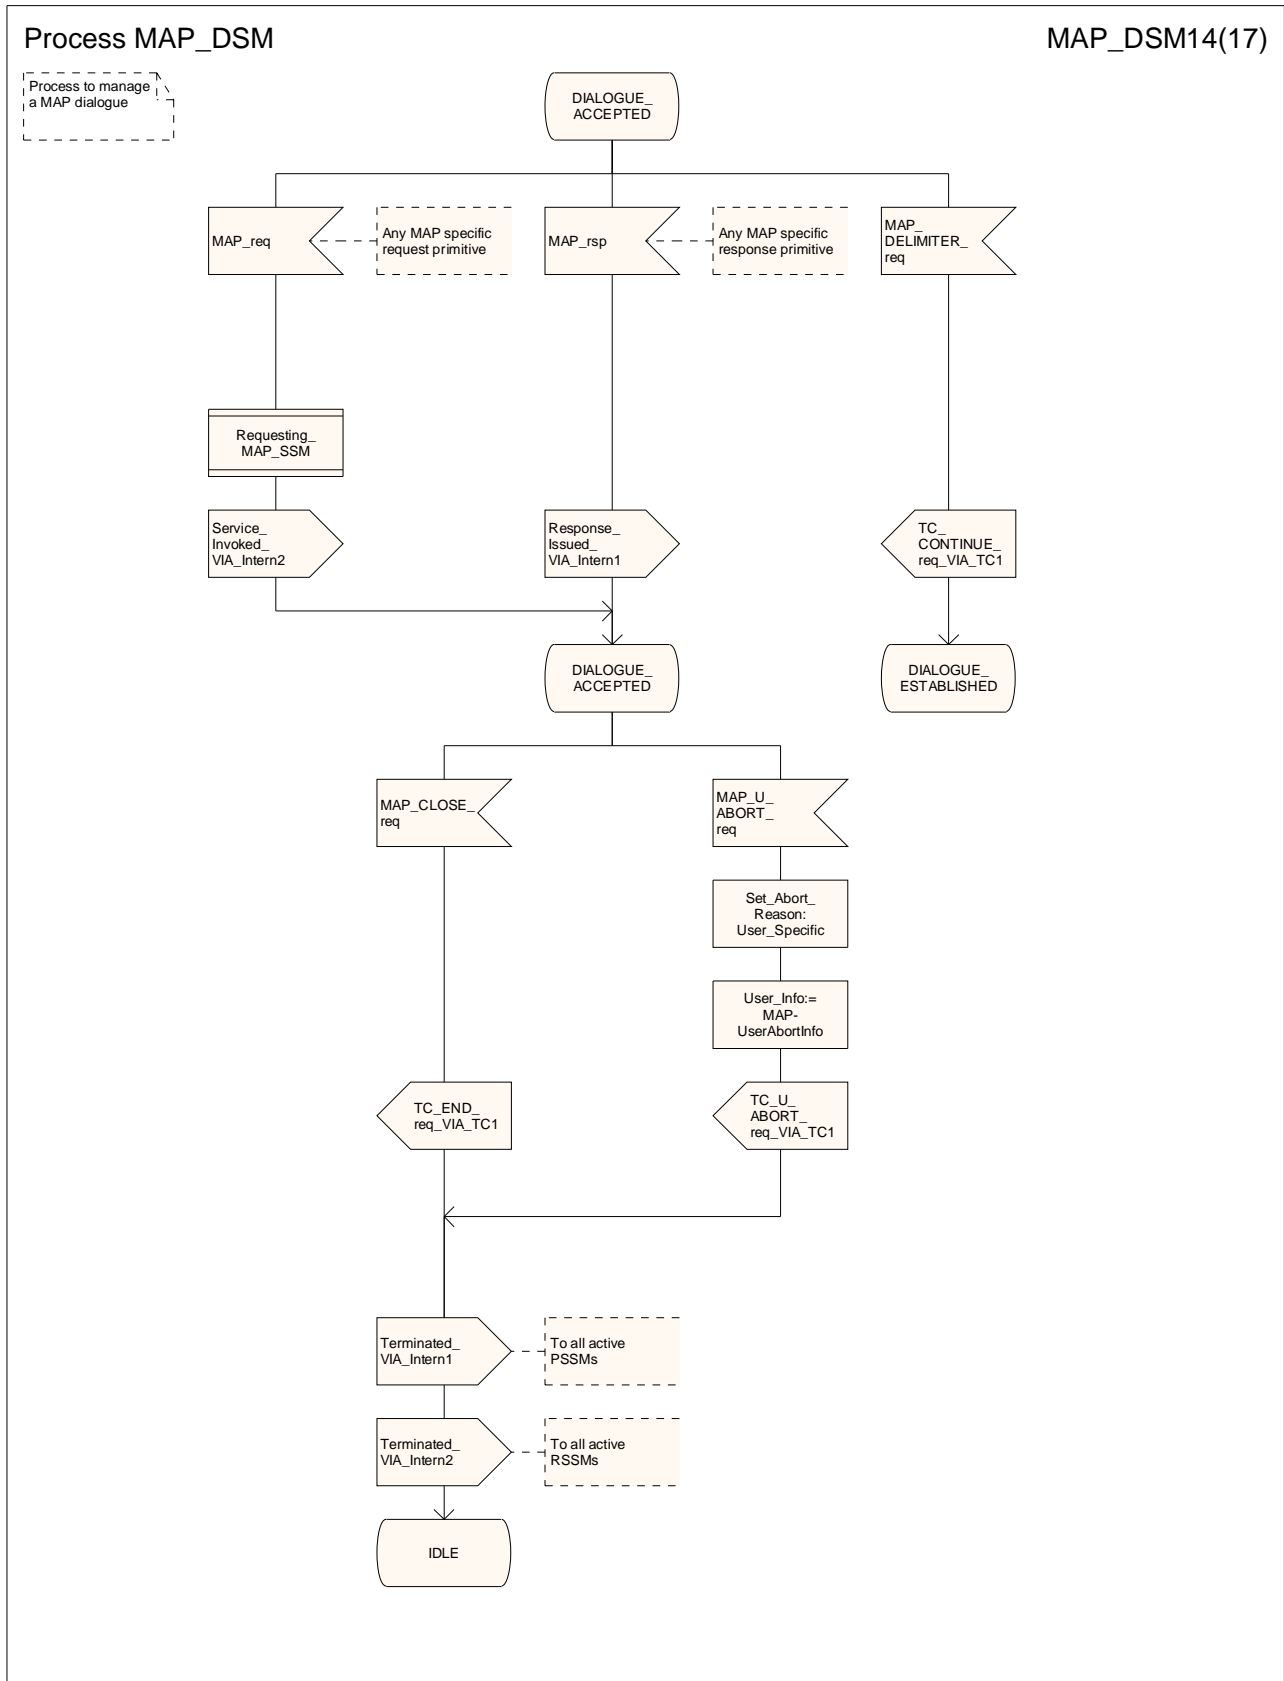 Process MAP_DSM
MAP_DSM14(17)
Process to manage
a MAP dialogue
DIALOGUE_
ACCEPTED
MAP_req
Any MAP specific
request primitive
MAP_rsp
Any MAP specific
response primitive
MAP_
DELIMITER_
req
Requesting_
MAP_SSM
Service_
Invoked_
VIA_Intern2
Response_
Issued_
VIA_Intern1
TC_
CONTINUE_
req_VIA_TC1
DIALOGUE_
ACCEPTED
DIALOGUE_
ESTABLISHED
MAP_CLOSE_
req
MAP_U_
ABORT_
req
Set_Abort_
Reason:
User_Specific
User_Info:=
MAP-
UserAbortInfo
TC_END_
req_VIA_TC1
TC_U_
ABORT_
req_VIA_TC1
Terminated_
VIA_Intern1
To all active
PSSMs
Terminated_
VIA_Intern2
To all active
RSSMs
IDLE